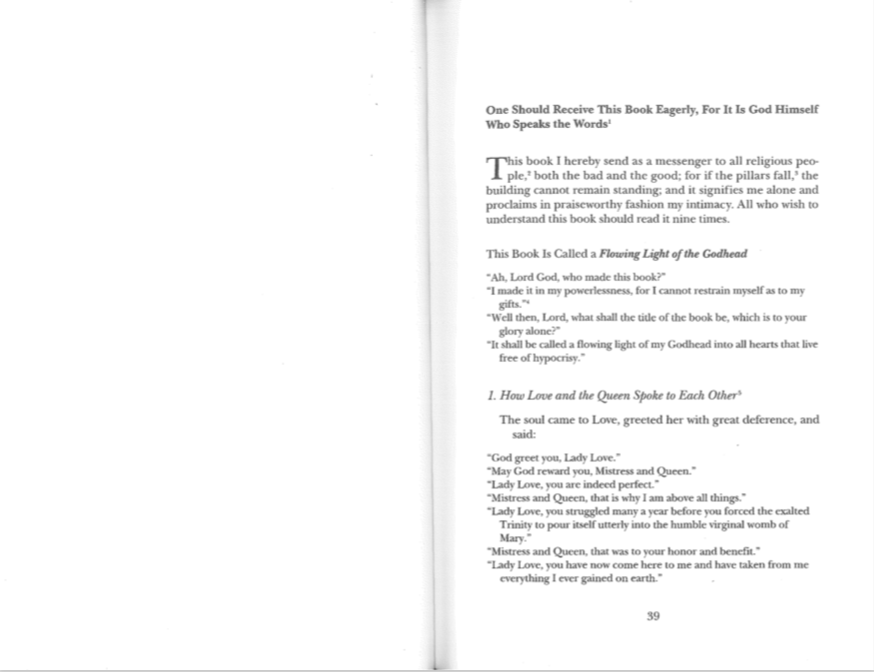 One Should Receive This Book Eagerly, For It Is God Himself
Who Speaks the Words¹
This book I hereby send as a messenger to all religious peo-
ple,² both the bad and the good; for if the pillars fall,³ the
building cannot remain standing; and it signifies me alone and
proclaims in praiseworthy fashion my intimacy. All who wish to
understand this book should read it nine times.
This Book Is Called a Flowing Light of the Godhead
"Ah, Lord God, who made this book?"
"I made it in my powerlessness, for I cannot restrain myself as to my
gifts."⁴
"Well then, Lord, what shall the title of the book be, which is to your
glory alone?"
"It shall be called a flowing light of my Godhead into all hearts that live
free of hypocrisy."
1. How Love and the Queen Spoke to Each Other⁵
The soul came to Love, greeted her with great deference, and
said:
"God greet you, Lady Love."
"May God reward you, Mistress and Queen."
"Lady Love, you are indeed perfect."
"Mistress and Queen, that is why I am above all things."
"Lady Love, you struggled many a year before you forced the exalted
Trinity to pour itself utterly into the humble virginal womb of
Mary."
"Mistress and Queen, that was to your honor and benefit."
"Lady Love, you have now come here to me and have taken from me
everything I ever gained on earth."
39